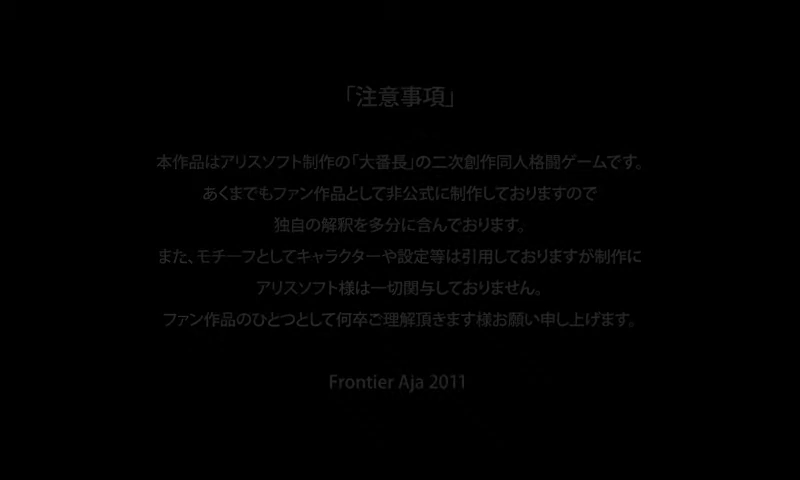 「注意事項」
本作品はアリスソフト制作の「大番長」の二次創作同人格闘ゲームです。
あくまでもファン作品として非公式に制作しておりますので
独自の解釈を多分に含んでおります。
また、モチーフとしてキャラクターや設定等は引用しておりますが制作に
アリスソフト様は一切関与しておりません。
ファン作品のひとつとして何卒ご理解頂きます様お願い申し上げます。
Frontier Aja 2011